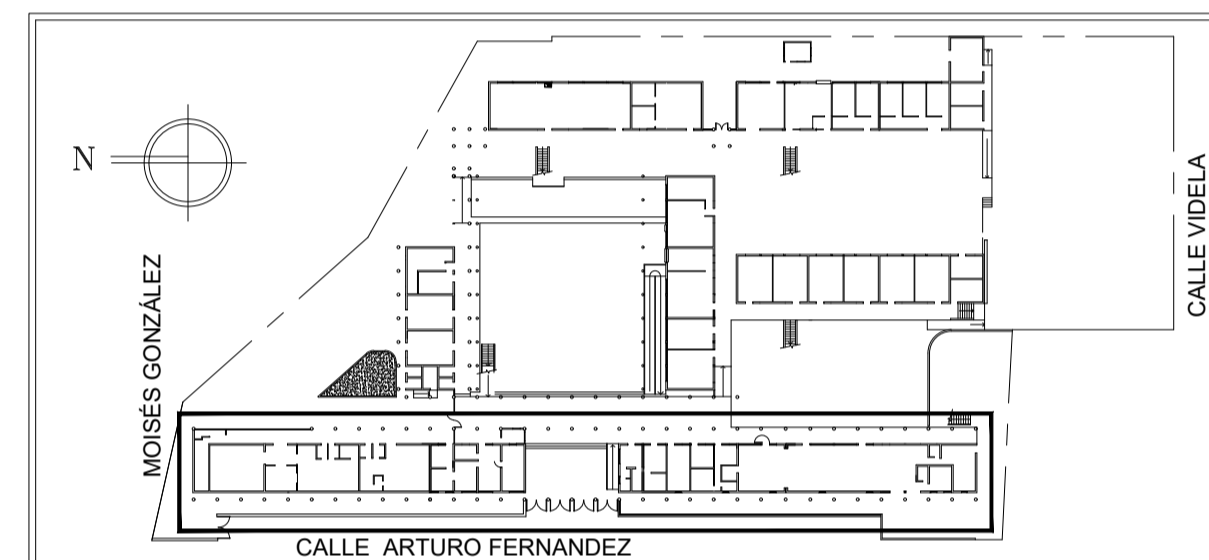 N
MOISÉS GONZÁLEZ
CALLE VIDELA
CALLE ARTURO FERNANDEZ